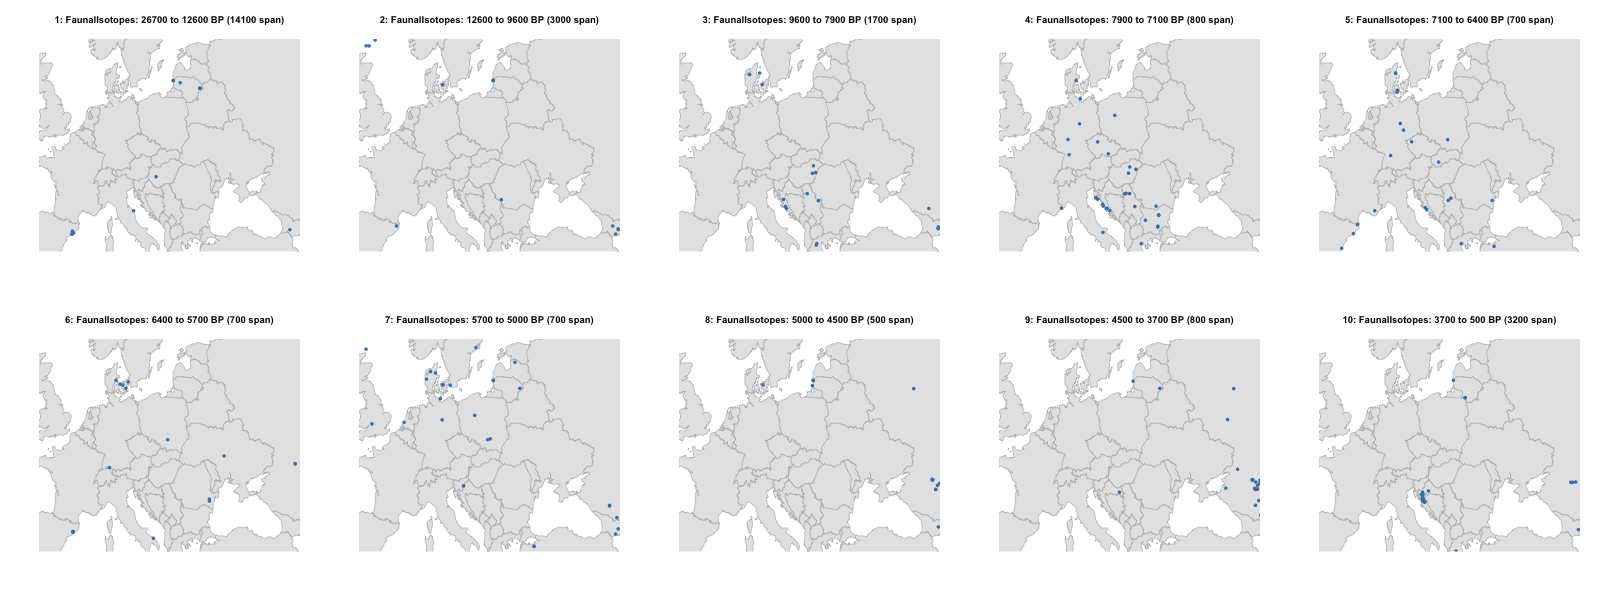 1: FaunalIsotopes: 26700 to 12600 BP (14100 span)
2: FaunalIsotopes: 12600 to 9600 BP (3000 span)
3: FaunalIsotopes: 9600 to 7900 BP (1700 span)
4: FaunalIsotopes: 7900 to 7100 BP (800 span)
5: FaunalIsotopes: 7100 to 6400 BP (700 span)
6: FaunalIsotopes: 6400 to 5700 BP (700 span)
7: FaunalIsotopes: 5700 to 5000 BP (700 span)
8: FaunalIsotopes: 5000 to 4500 BP (500 span)
9: FaunalIsotopes: 4500 to 3700 BP (800 span)
10: FaunalIsotopes: 3700 to 500 BP (3200 span)